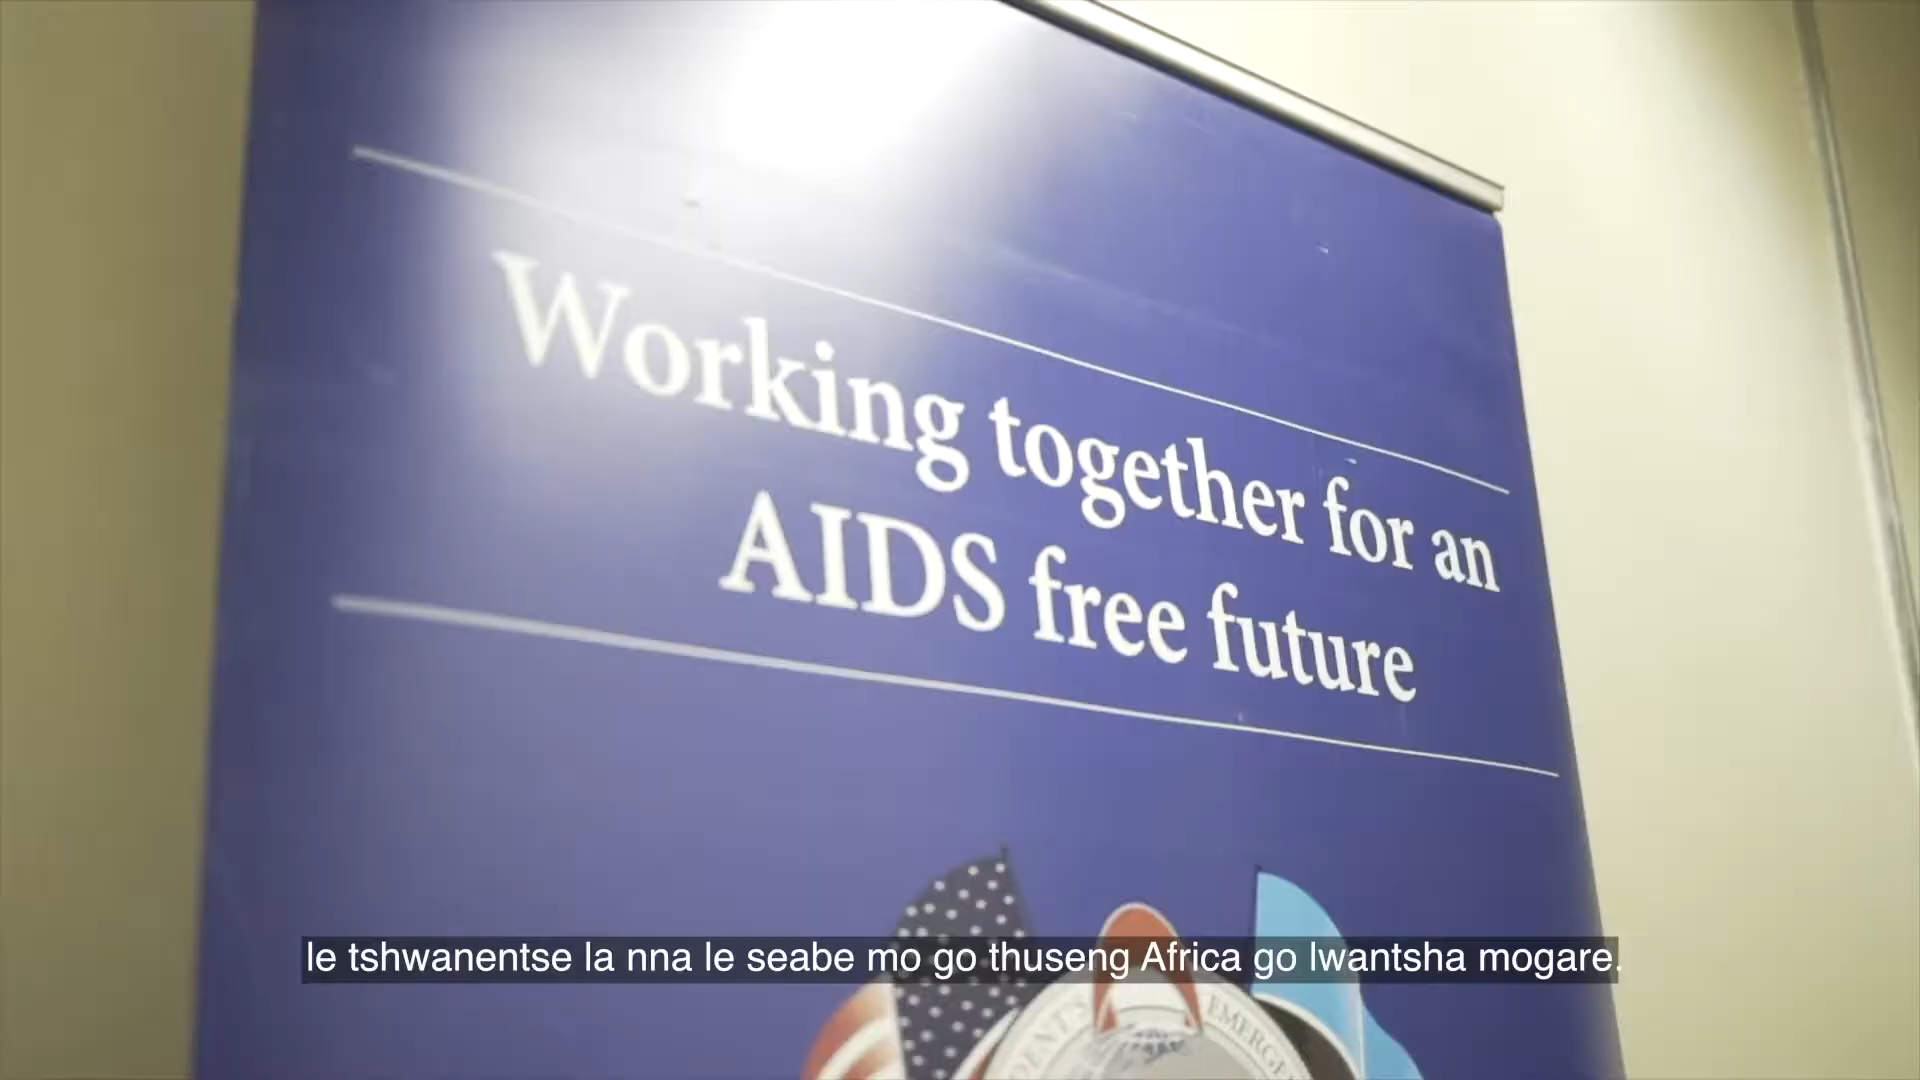 Working together for an
AIDS free future
le tshwanentse la nna le seabe mo go thuseng Africa go lwantsha mogare.